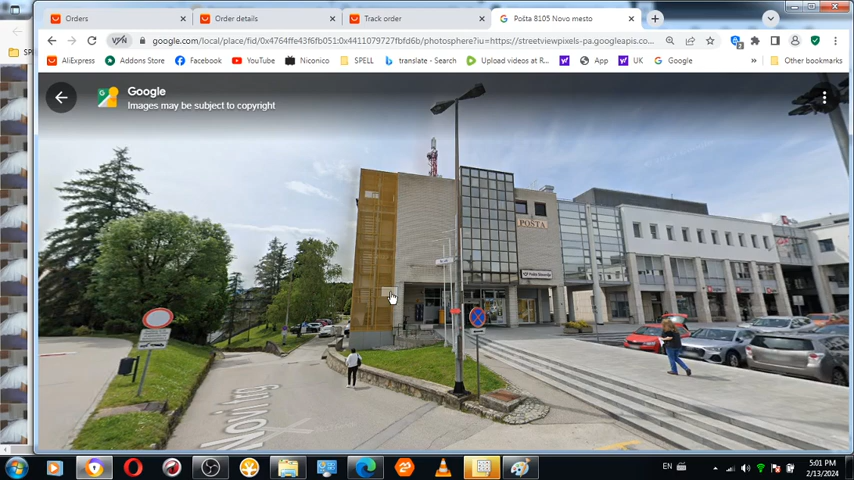 Orders
Order details
Track order
Pošta 8105 Novo mesto
VPN
google.com/local/place/fid/0x4764ffe43f6fb051:0x4411079727fbfd6b/photosphere?iu=https://streetviewpixels-pa.googleapis.co...
AliExpress
Addons Store
Facebook
YouTube
Niconico
SPELL
translate - Search
Upload videos at R...
App
UK
Google
»
Other bookmarks
Google
Images may be subject to copyright
POŠTA
Pošta Slovenije
Novi trg
EN
5:01 PM
2/13/2024